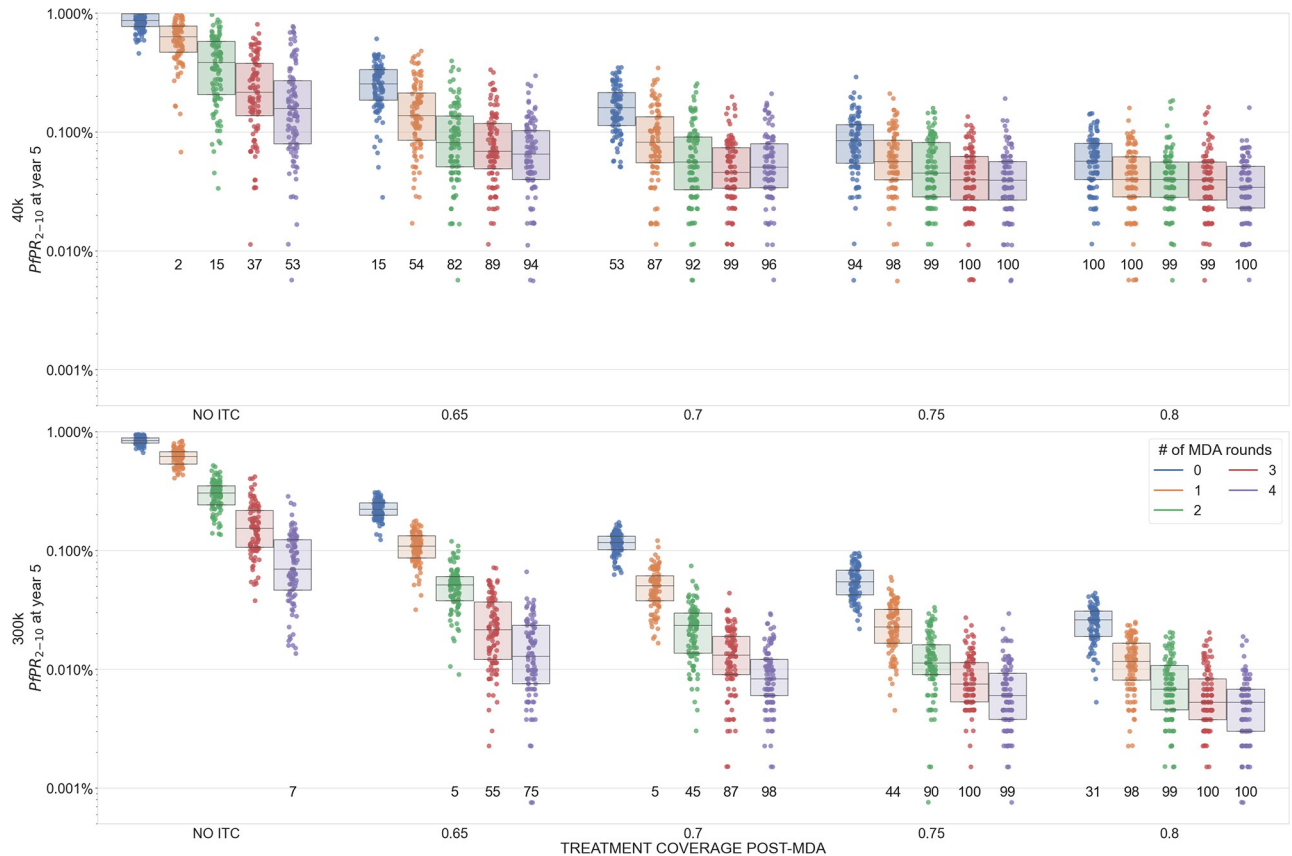 1.000%
0.100%
0.010%
0.001%
40k
PfPR2−10 at year 5
2 15 37 53 15 54 82 89 94 53 87 92 99 96 94 98 99 100 100 100 100 99 99 100
NO ITC 0.65 0.7 0.75 0.8
1.000%
0.100%
0.010%
0.001%
300k
PfPR2−10 at year 5
# of MDA rounds
0 3
1 4
2
7 5 55 75 5 45 87 98 44 90 100 99 31 98 99 100 100
NO ITC 0.65 0.7 0.75 0.8
TREATMENT COVERAGE POST-MDA